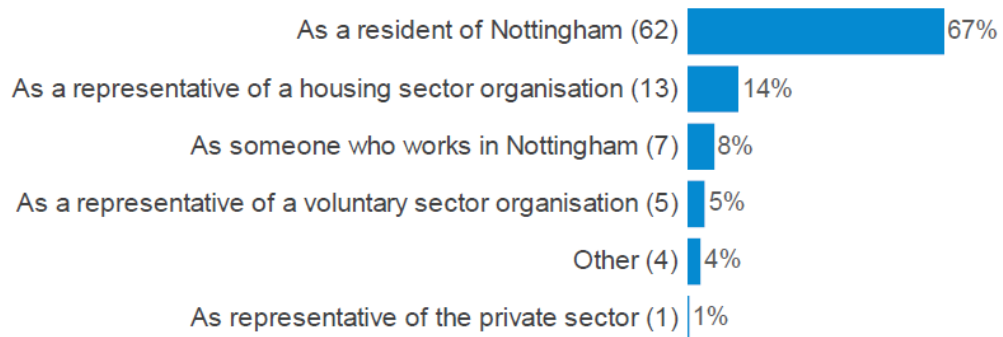 As a resident of Nottingham (62) 67%
As a representative of a housing sector organisation (13) 14%
As someone who works in Nottingham (7) 8%
As a representative of a voluntary sector organisation (5) 5%
Other (4) 4%
As representative of the private sector (1) 1%